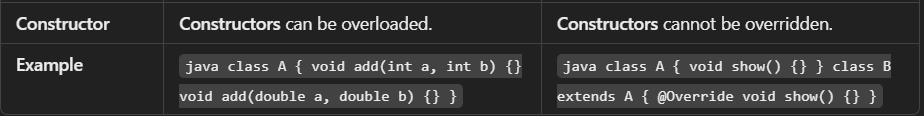 Constructor Constructors can be overloaded. Constructors cannot be overridden.
Example java class A { void add(int a, int b) {} java class A { void show() {} } class B
void add(double a, double b) {} } extends A { @Override void show() {} }